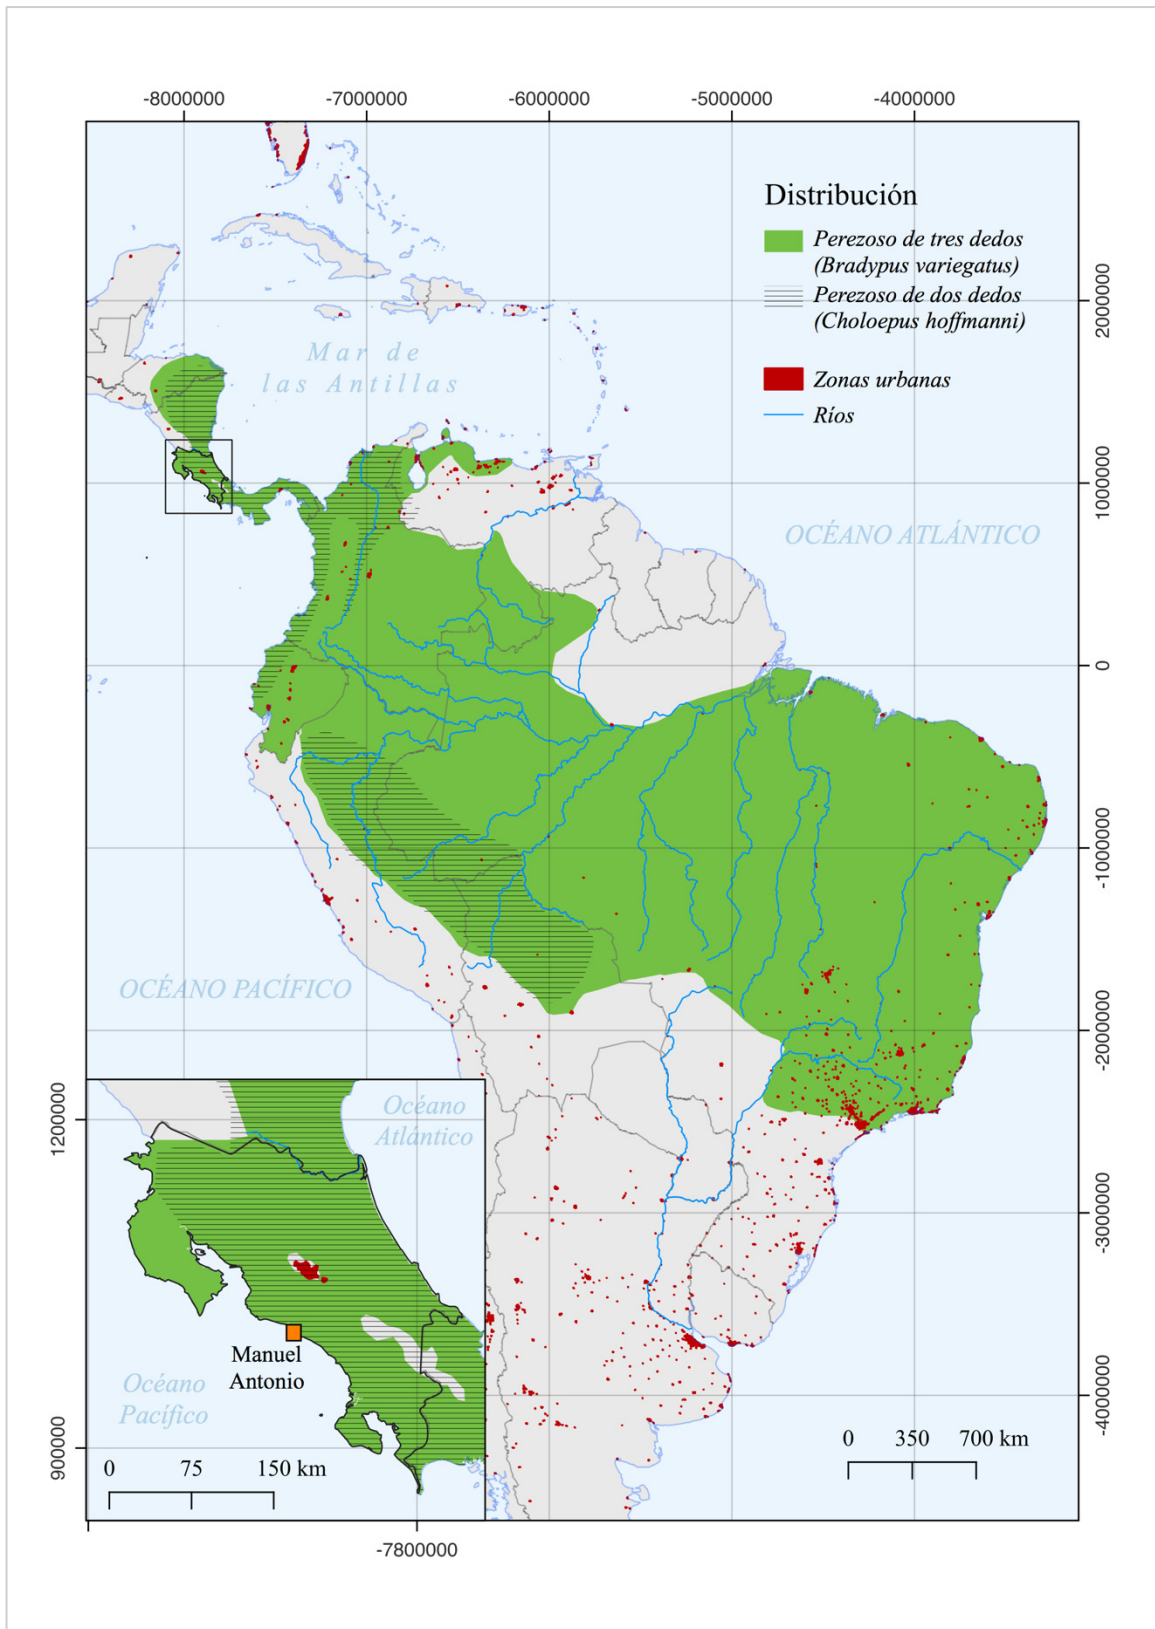 -8000000
-7000000
-6000000
-5000000
-4000000
Distribución
Perezoso de tres dedos
(Bradypus variegatus)
Perezoso de dos dedos
(Choloepus hoffmanni)
Zonas urbanas
Ríos
Mar de
las Antillas
OCÉANO ATLÁNTICO
OCÉANO PACÍFICO
2000000
1000000
0
-1000000
-2000000
-3000000
-4000000
1200000
900000
Océano
Atlántico
Manuel
Antonio
Océano
Pacífico
0 75 150 km
0 350 700 km
-7800000